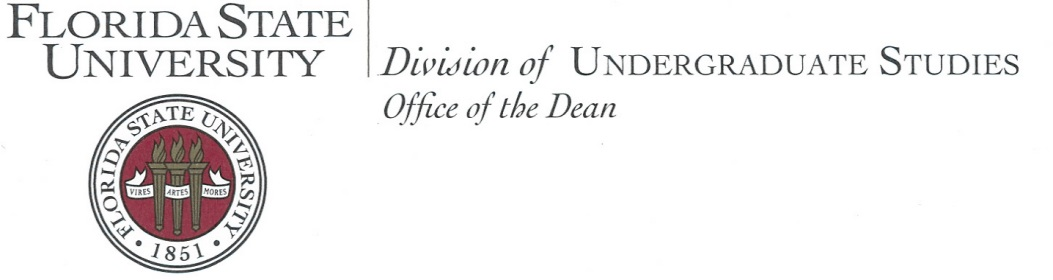 FLORIDA STATE
UNIVERSITY
Division of UNDERGRADUATE STUDIES
Office of the Dean
FLORIDA STATE UNIVERSITY
VIRES ARTES MORES
• 1851 •